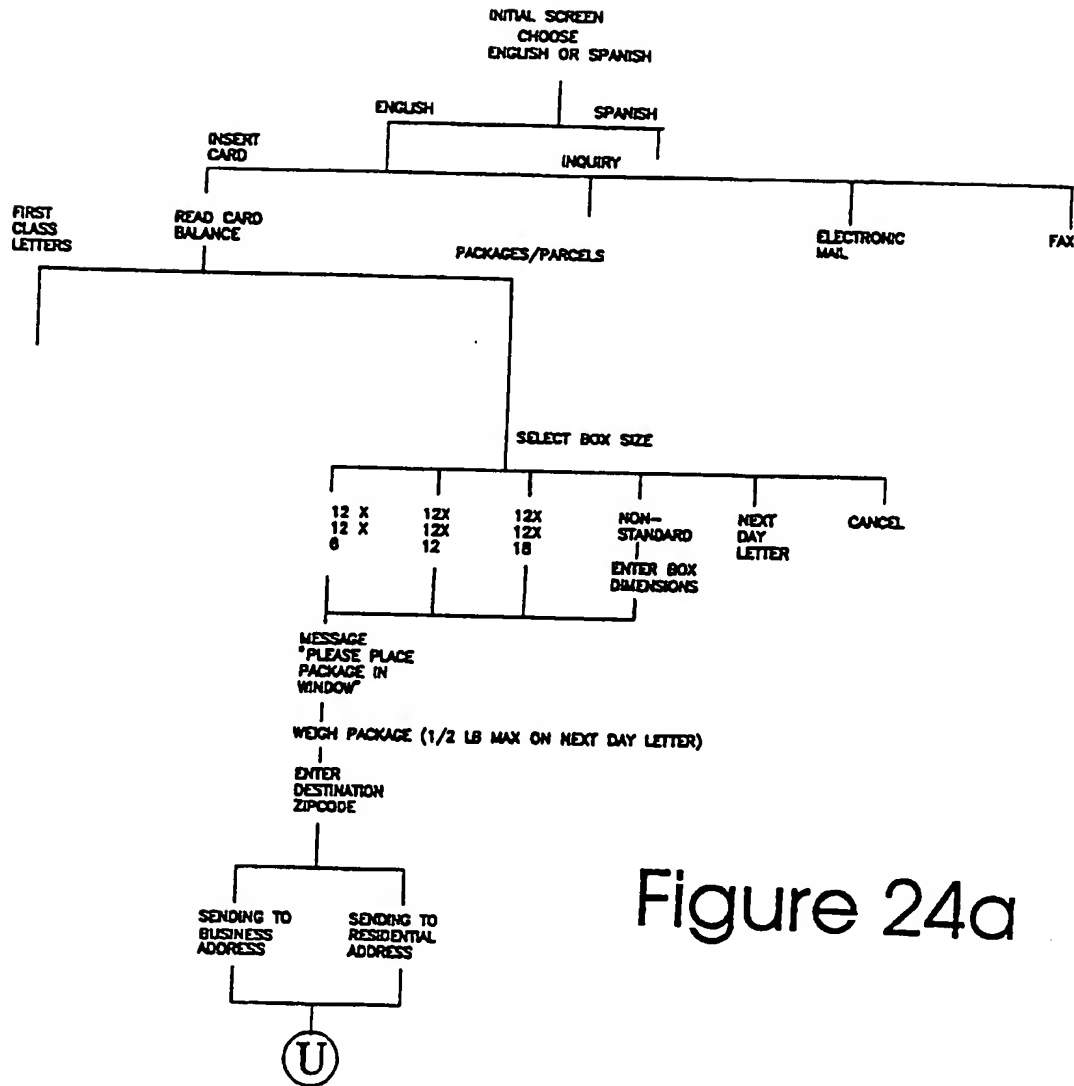 INITIAL SCREEN
CHOOSE
ENGLISH OR SPANISH
ENGLISH
SPANISH
INSERT
CARD
INQUIRY
FIRST
CLASS
LETTERS
READ CARD
BALANCE
PACKAGES/PARCELS
ELECTRONIC
MAIL
FAX
SELECT BOX SIZE
12 X
12 X
6
12X
12X
12
12X
12X
18
NON-
STANDARD
ENTER BOX
DIMENSIONS
NEXT
DAY
LETTER
CANCEL
MESSAGE
"PLEASE PLACE
PACKAGE IN
WINDOW"
WEIGH PACKAGE (1/2 LB MAX ON NEXT DAY LETTER)
ENTER
DESTINATION
ZIPCODE
SENDING TO
BUSINESS
ADDRESS
SENDING TO
RESIDENTIAL
ADDRESS
U
Figure 24a